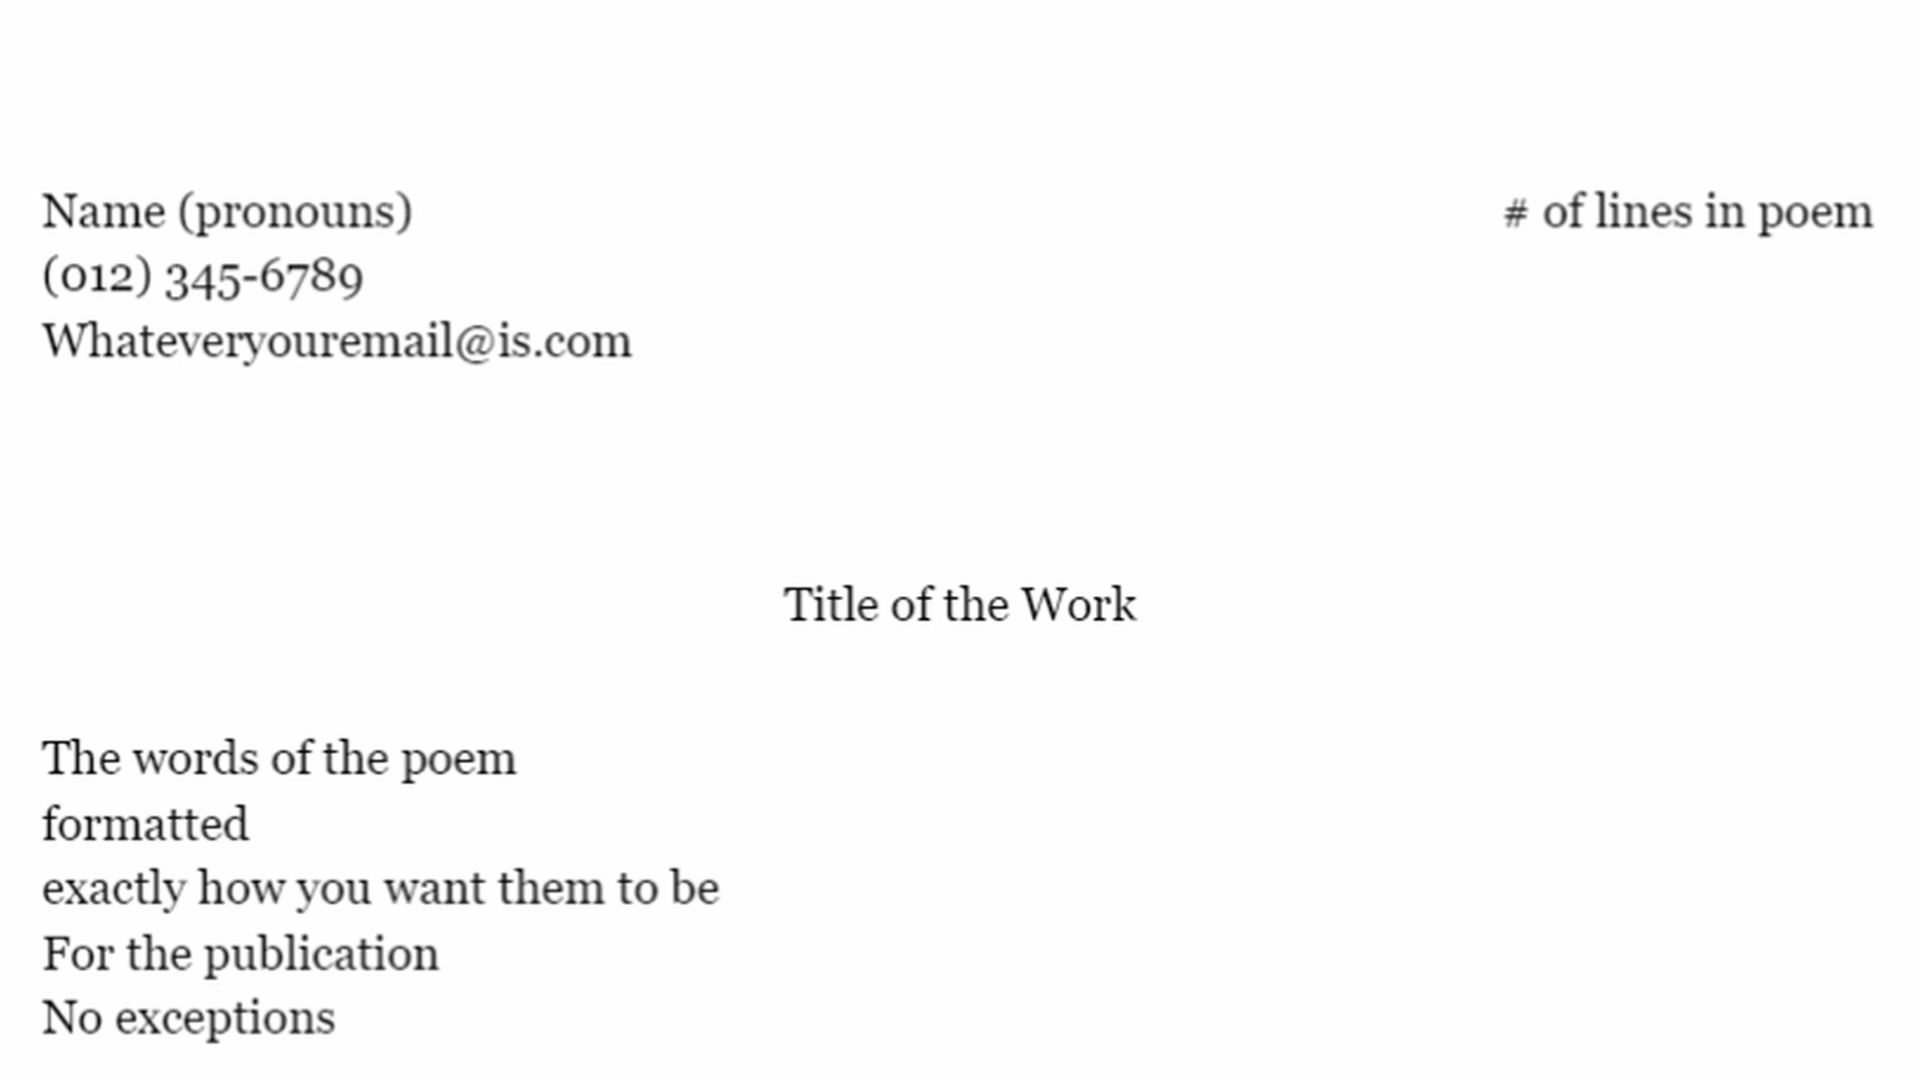 Name (pronouns)
# of lines in poem
(012) 345-6789
Whateveryouremail@is.com
Title of the Work
The words of the poem
formatted
exactly how you want them to be
For the publication
No exceptions